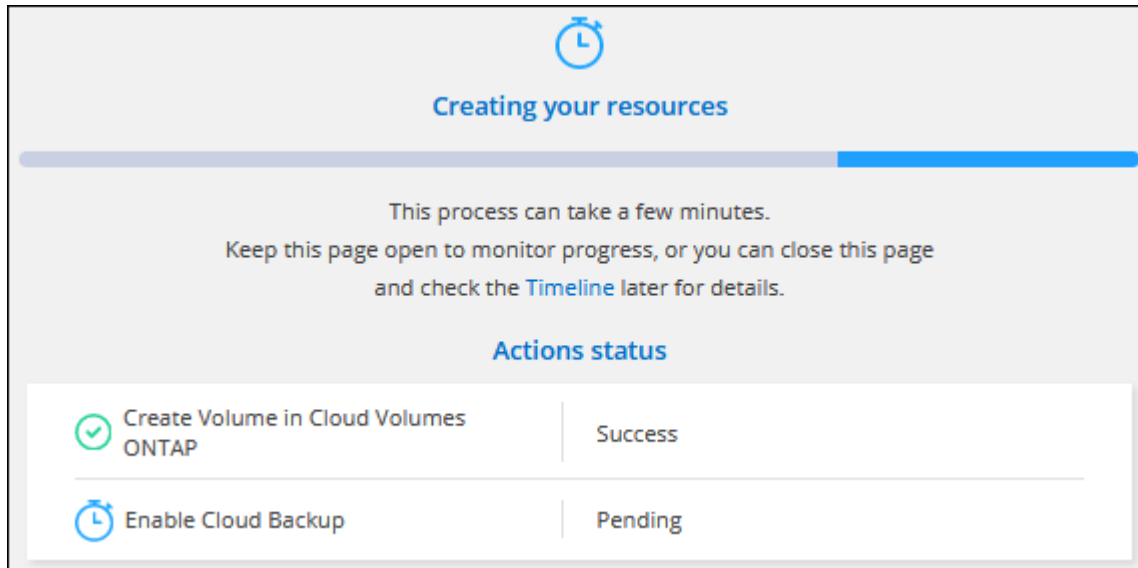 Creating your resources
This process can take a few minutes.
Keep this page open to monitor progress, or you can close this page
and check the Timeline later for details.
Actions status
Create Volume in Cloud Volumes
ONTAP
Success
Enable Cloud Backup
Pending